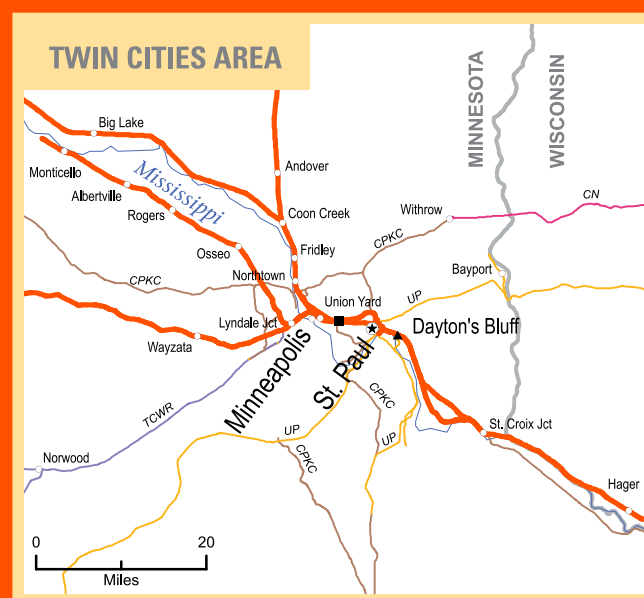 TWIN CITIES AREA
MINNESOTA
WISCONSIN
Big Lake
Monticello
Albertville
Rogers
Mississippi
Andover
Coon Creek
Withrow
CN
CPKC
Osseo
Fridley
CPKC
Northtown
Bayport
UP
Union Yard
Lyndale Jct
Dayton's Bluff
Wayzata
Minneapolis
St. Paul
CPKC
TCWR
UP
CPKC
UP
St. Croix Jct
Norwood
Hager
0 20
Miles